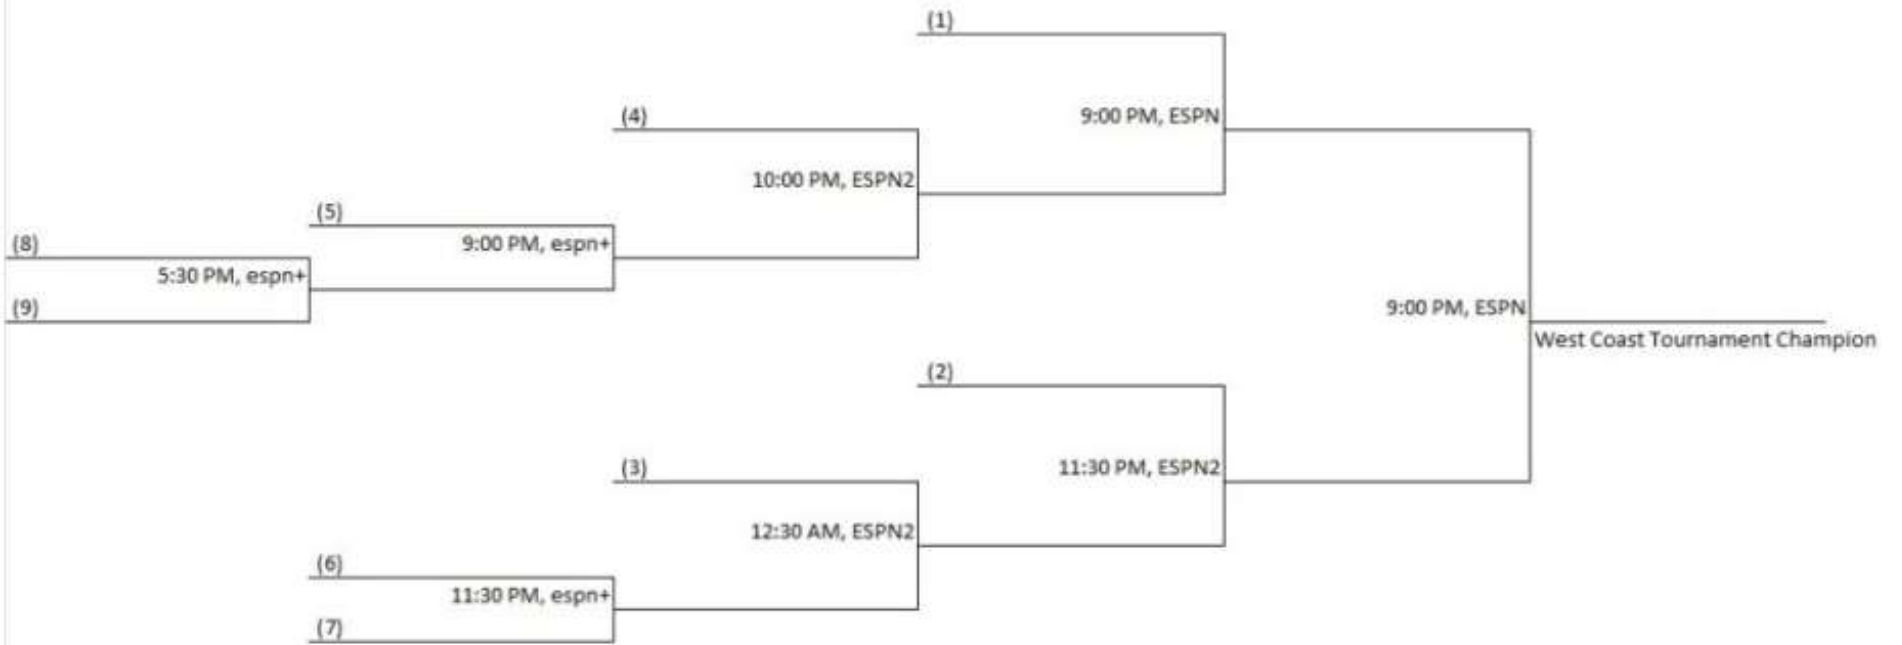 (1)
(4)
9:00 PM, ESPN
10:00 PM, ESPN2
(5)
(8)
9:00 PM, espn+
5:30 PM, espn+
(9)
9:00 PM, ESPN
West Coast Tournament Champion
(2)
(3)
11:30 PM, ESPN2
12:30 AM, ESPN2
(6)
11:30 PM, espn+
(7)